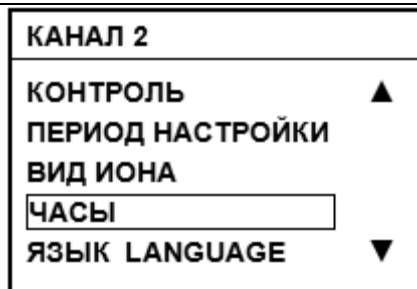 КАНАЛ 2
КОНТРОЛЬ ▲
ПЕРИОД НАСТРОЙКИ
ВИД ИОНА
ЧАСЫ
ЯЗЫК LANGUAGE ▼